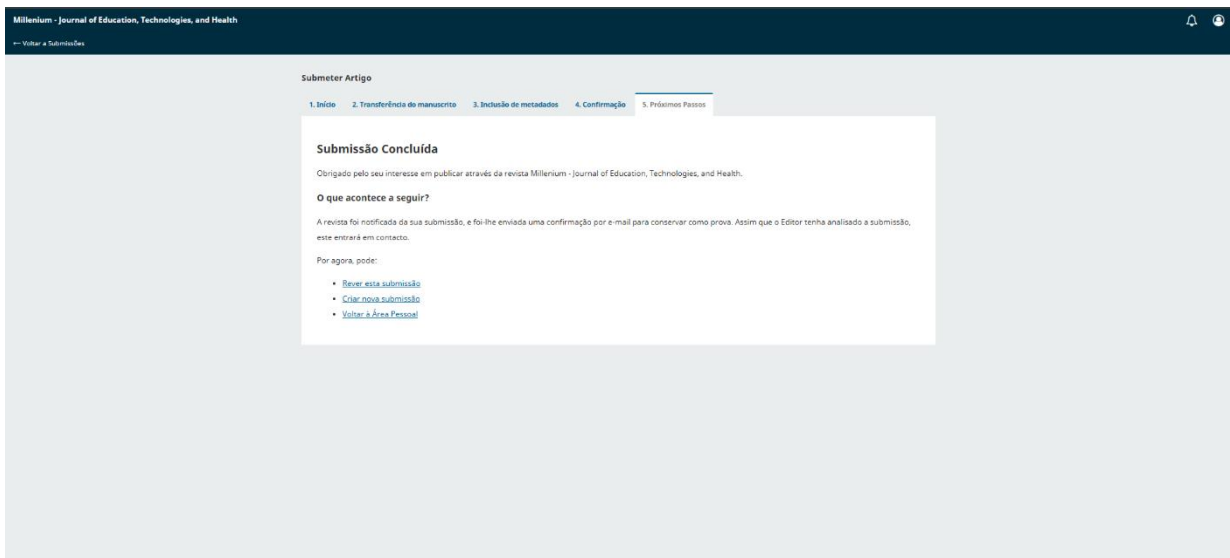 Millenium - Journal of Education, Technologies, and Health
← Voltar a Submissões
Submeter Artigo
1. Início 2. Transferência do manuscrito 3. Inclusão de metadados 4. Confirmação 5. Próximos Passos
Submissão Concluída
Obrigado pelo seu interesse em publicar através da revista Millenium - Journal of Education, Technologies, and Health.
O que acontece a seguir?
A revista foi notificada da sua submissão, e foi-lhe enviada uma confirmação por e-mail para conservar como prova. Assim que o Editor tenha analisado a submissão,
este entrará em contacto.
Por agora, pode:
• Rever esta submissão
• Criar nova submissão
• Voltar à Área Pessoal